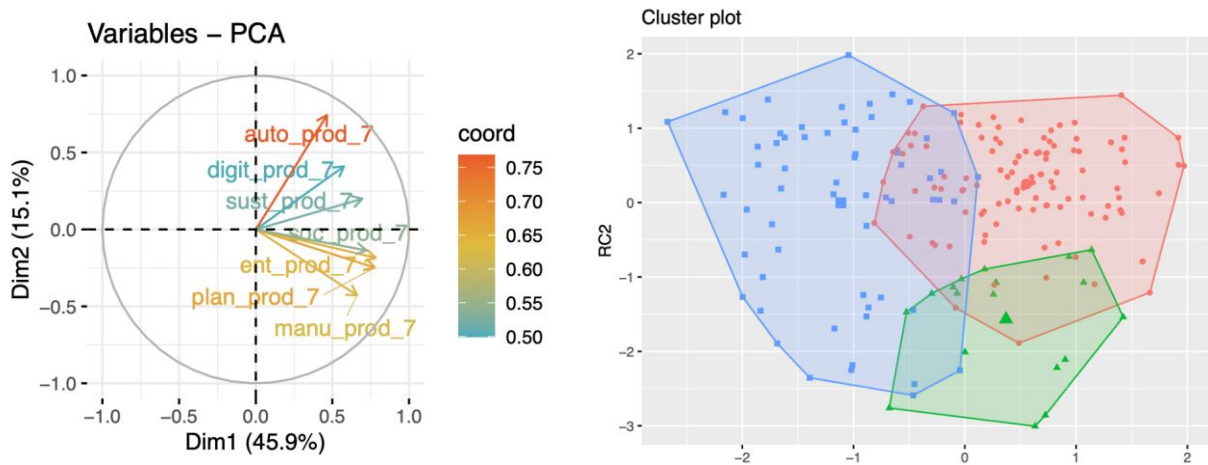 Variables – PCA
1.0
0.5
0.0
−0.5
−1.0
Dim2 (15.1%)
auto_prod_7
digit_prod_7
sust_prod_7
soc_prod_7
ent_prod_7
plan_prod_7
manu_prod_7
−1.0 −0.5 0.0 0.5 1.0
Dim1 (45.9%)
coord
0.75
0.70
0.65
0.60
0.55
0.50
Cluster plot
2
1
0
−1
−2
−3
RC2
−2 −1 0 1 2